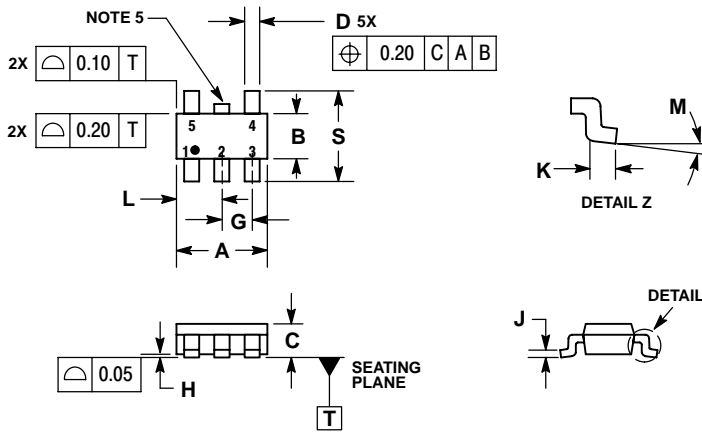 NOTE 5
D 5X
⌖ 0.20 C A B
2X ⌓ 0.10 T
2X ⌓ 0.20 T
5 4
1 2 3
B
S
L
G
A
M
K
DETAIL Z
C
⌓ 0.05
H
SEATING
PLANE
T
J
DETAIL